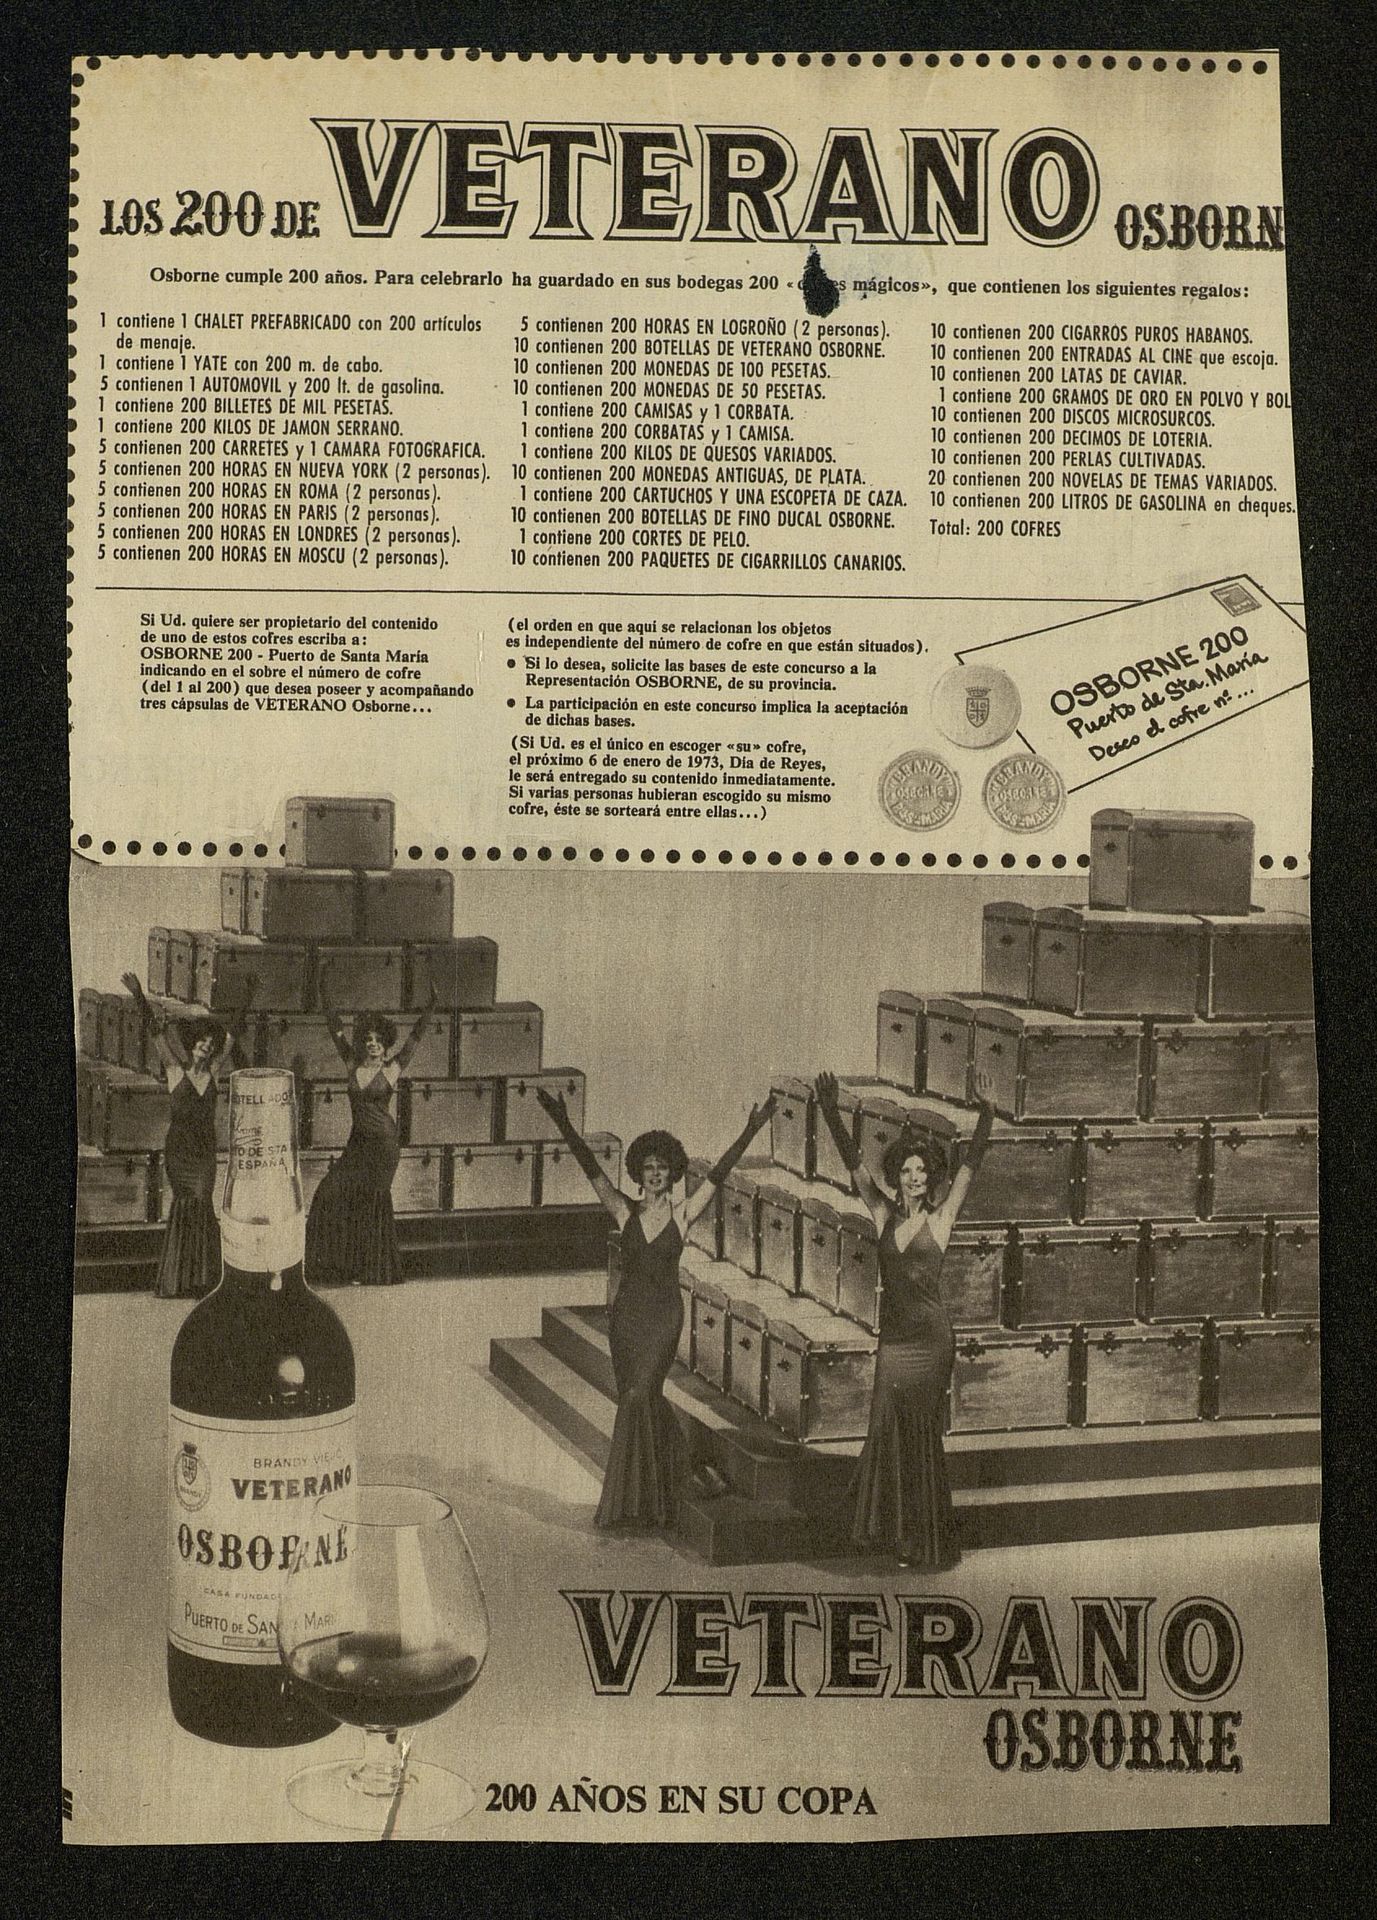 LOS 200 DE VETERANO OSBORN
Osborne cumple 200 años. Para celebrarlo ha guardado en sus bodegas 200 « mágicos», que contienen los siguientes regalos:
1 contiene 1 CHALET PREFABRICADO con 200 artículos
de menaje.
1 contiene 1 YATE con 200 m. de cabo.
5 contienen 1 AUTOMOVIL y 200 lt. de gasolina.
1 contiene 200 BILLETES DE MIL PESETAS.
1 contiene 200 KILOS DE JAMON SERRANO.
5 contienen 200 CARRETES y 1 CAMARA FOTOGRAFICA.
5 contienen 200 HORAS EN NUEVA YORK (2 personas).
5 contienen 200 HORAS EN ROMA (2 personas).
5 contienen 200 HORAS EN PARIS (2 personas).
5 contienen 200 HORAS EN LONDRES (2 personas).
5 contienen 200 HORAS EN MOSCU (2 personas).
5 contienen 200 HORAS EN LOGROÑO (2 personas).
10 contienen 200 BOTELLAS DE VETERANO OSBORNE.
10 contienen 200 MONEDAS DE 100 PESETAS.
10 contienen 200 MONEDAS DE 50 PESETAS.
1 contiene 200 CAMISAS y 1 CORBATA.
1 contiene 200 CORBATAS y 1 CAMISA.
1 contiene 200 KILOS DE QUESOS VARIADOS.
10 contienen 200 MONEDAS ANTIGUAS, DE PLATA.
1 contiene 200 CARTUCHOS Y UNA ESCOPETA DE CAZA.
10 contienen 200 BOTELLAS DE FINO DUCAL OSBORNE.
1 contiene 200 CORTES DE PELO.
10 contienen 200 PAQUETES DE CIGARRILLOS CANARIOS.
10 contienen 200 CIGARROS PUROS HABANOS.
10 contienen 200 ENTRADAS AL CINE que escoja.
10 contienen 200 LATAS DE CAVIAR.
1 contiene 200 GRAMOS DE ORO EN POLVO Y BOL
10 contienen 200 DISCOS MICROSURCOS.
10 contienen 200 DECIMOS DE LOTERIA.
10 contienen 200 PERLAS CULTIVADAS.
20 contienen 200 NOVELAS DE TEMAS VARIADOS.
10 contienen 200 LITROS DE GASOLINA en cheques.
Total: 200 COFRES
Si Ud. quiere ser propietario del contenido
de uno de estos cofres escriba a:
OSBORNE 200 - Puerto de Santa María
indicando en el sobre el número de cofre
(del 1 al 200) que desea poseer y acompañando
tres cápsulas de VETERANO Osborne...
(el orden en que aquí se relacionan los objetos
es independiente del número de cofre en que están situados).
● Si lo desea, solicite las bases de este concurso a la
Representación OSBORNE, de su provincia.
● La participación en este concurso implica la aceptación
de dichas bases.
(Si Ud. es el único en escoger «su» cofre,
el próximo 6 de enero de 1973, Día de Reyes,
le será entregado su contenido inmediatamente.
Si varias personas hubieran escogido su mismo
cofre, éste se sorteará entre ellas...)
OSBORNE 200
Puerto de Sta. María
Deseo el cofre nº...
BRANDY
OSBORNE
BRANDY
OSBORNE
TELLADO
O DE STA
ESPAÑA
BRANDY VIEJ
VETERANO
OSBORNE
CASA FUNDAD
PUERTO DE SAN A MARI
VETERANO
OSBORNE
200 AÑOS EN SU COPA